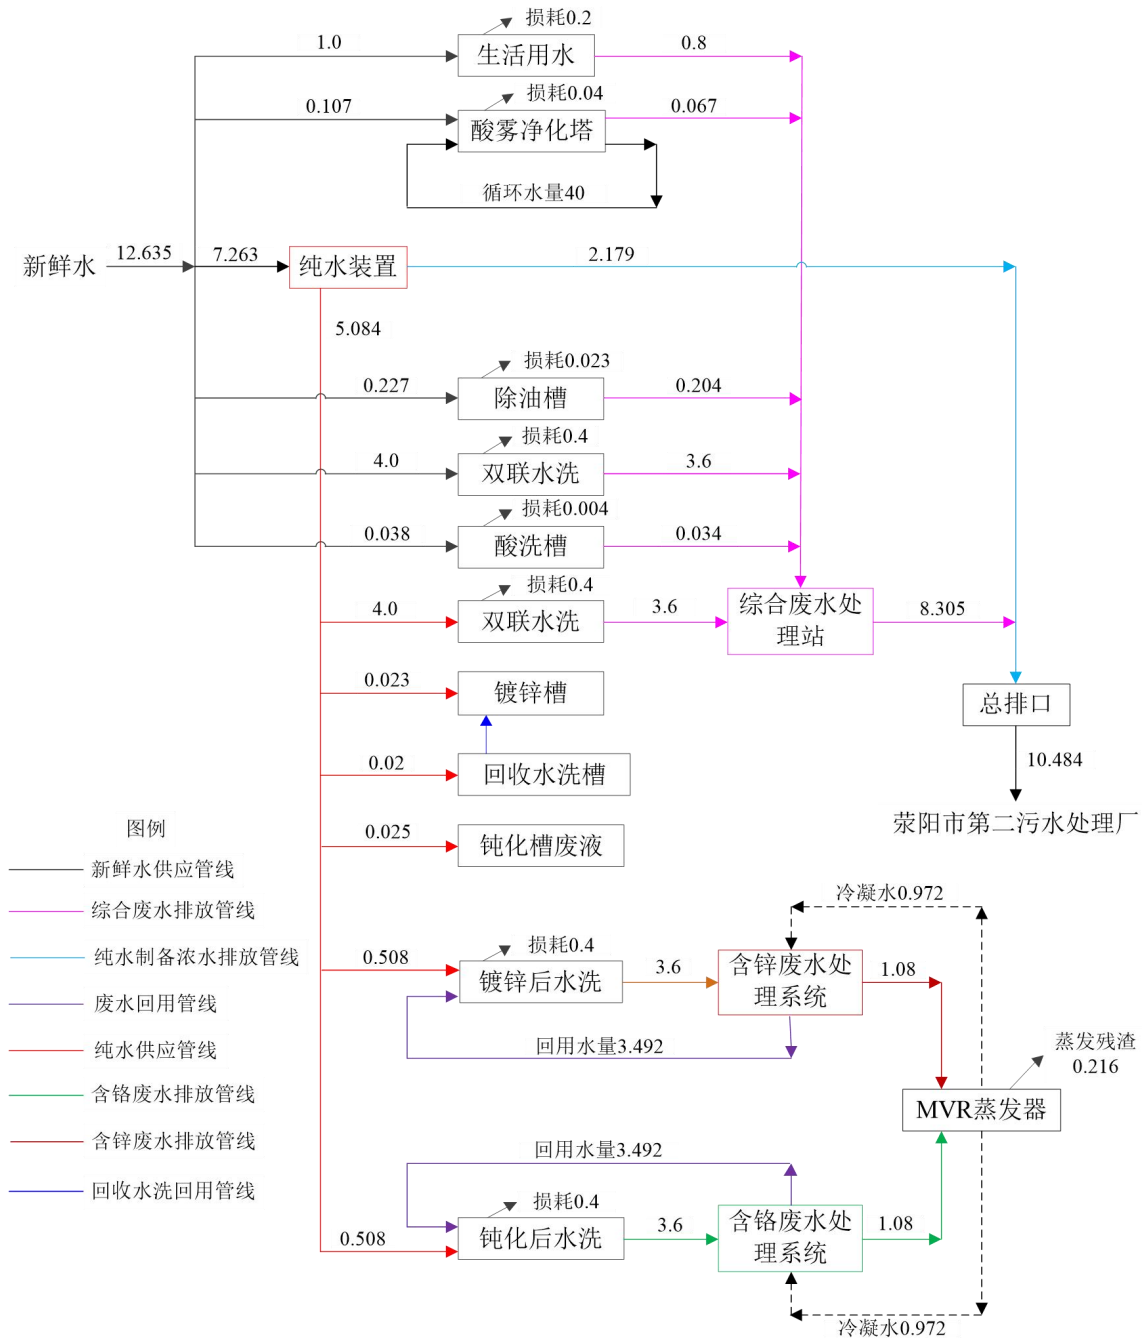 损耗0.2
1.0
生活用水
0.8
损耗0.04
0.107
酸雾净化塔
0.067
循环水量40
新鲜水
12.635
7.263
纯水装置
2.179
5.084
损耗0.023
0.227
除油槽
0.204
损耗0.4
4.0
双联水洗
3.6
损耗0.004
0.038
酸洗槽
0.034
损耗0.4
4.0
双联水洗
3.6
综合废水处
理站
8.305
0.023
镀锌槽
总排口
0.02
回收水洗槽
10.484
荥阳市第二污水处理厂
0.025
钝化槽废液
图例
新鲜水供应管线
综合废水排放管线
纯水制备浓水排放管线
废水回用管线
纯水供应管线
含铬废水排放管线
含锌废水排放管线
回收水洗回用管线
冷凝水0.972
损耗0.4
0.508
镀锌后水洗
3.6
含锌废水处
理系统
1.08
回用水量3.492
蒸发残渣
0.216
MVR蒸发器
回用水量3.492
损耗0.4
0.508
钝化后水洗
3.6
含铬废水处
理系统
1.08
冷凝水0.972